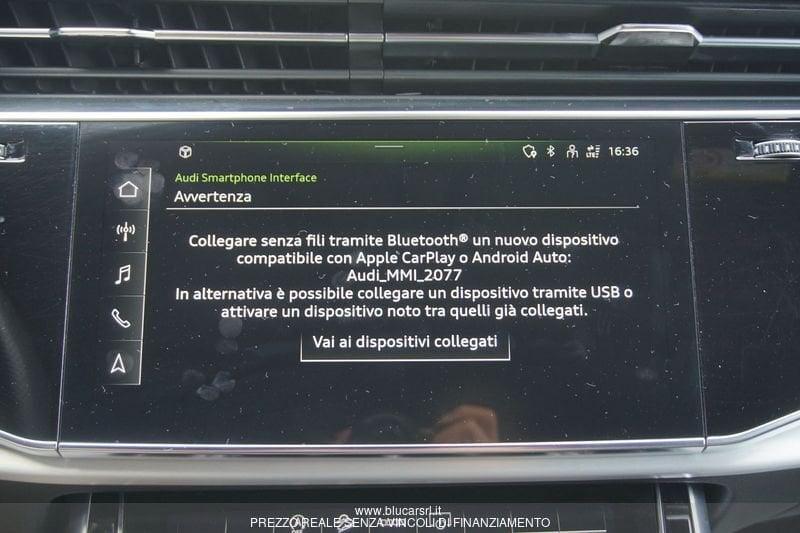 16:36
Audi Smartphone Interface
Avvertenza
Collegare senza fili tramite Bluetooth® un nuovo dispositivo
compatibile con Apple CarPlay o Android Auto:
Audi_MMI_2077
In alternativa è possibile collegare un dispositivo tramite USB o
attivare un dispositivo noto tra quelli già collegati.
Vai ai dispositivi collegati
www.blucarsrl.it
PREZZO REALE SENZA VINCOLI DI FINANZIAMENTO